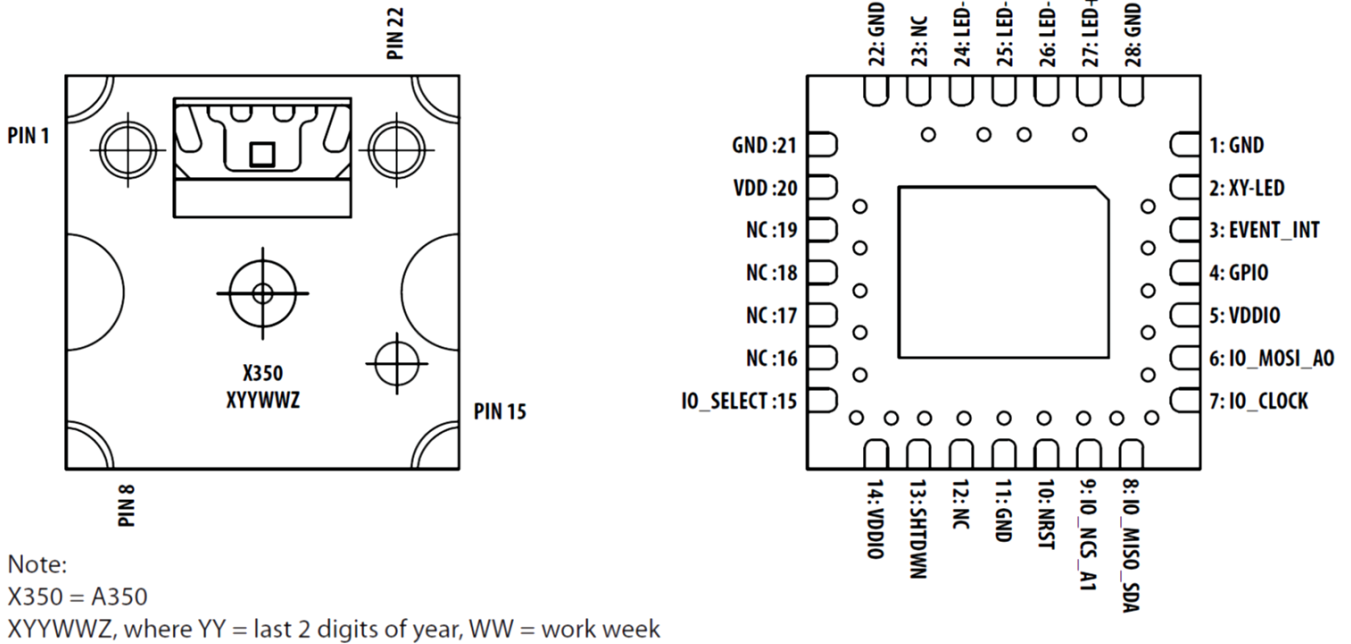 PIN 22
PIN 1
X350
XYYWWZ
PIN 15
PIN 8
22: GND
23: NC
24: LED-
25: LED-
26: LED-
27: LED+
28: GND
GND :21
VDD :20
NC :19
NC :18
NC :17
NC :16
IO_SELECT :15
1: GND
2: XY-LED
3: EVENT_INT
4: GPIO
5: VDDIO
6: IO_MOSI_A0
7: IO_CLOCK
14: VDDIO
13: SHTDWN
12: NC
11: GND
10: NRST
9: IO_NCS_A1
8: IO_MISO_SDA
Note:
X350 = A350
XYYWWZ, where YY = last 2 digits of year, WW = work week